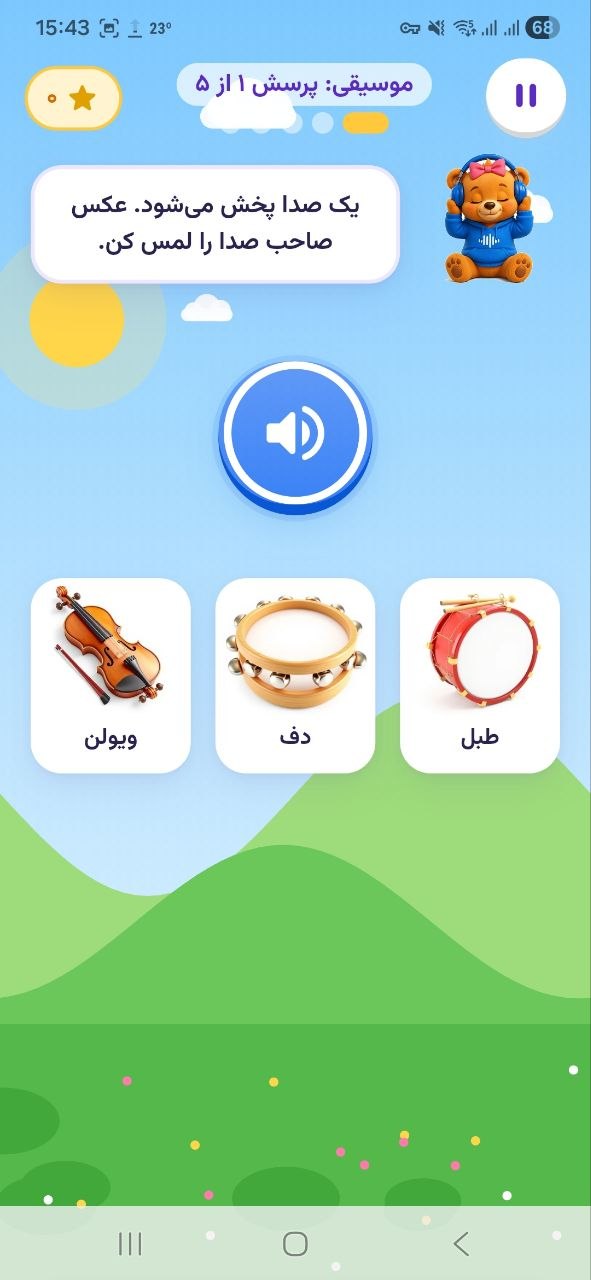 15:43
23°
68
موسیقی: پرسش ۱ از ۵
۰
یک صدا پخش می‌شود. عکس
صاحب صدا را لمس کن.
طبل
دف
ویولن